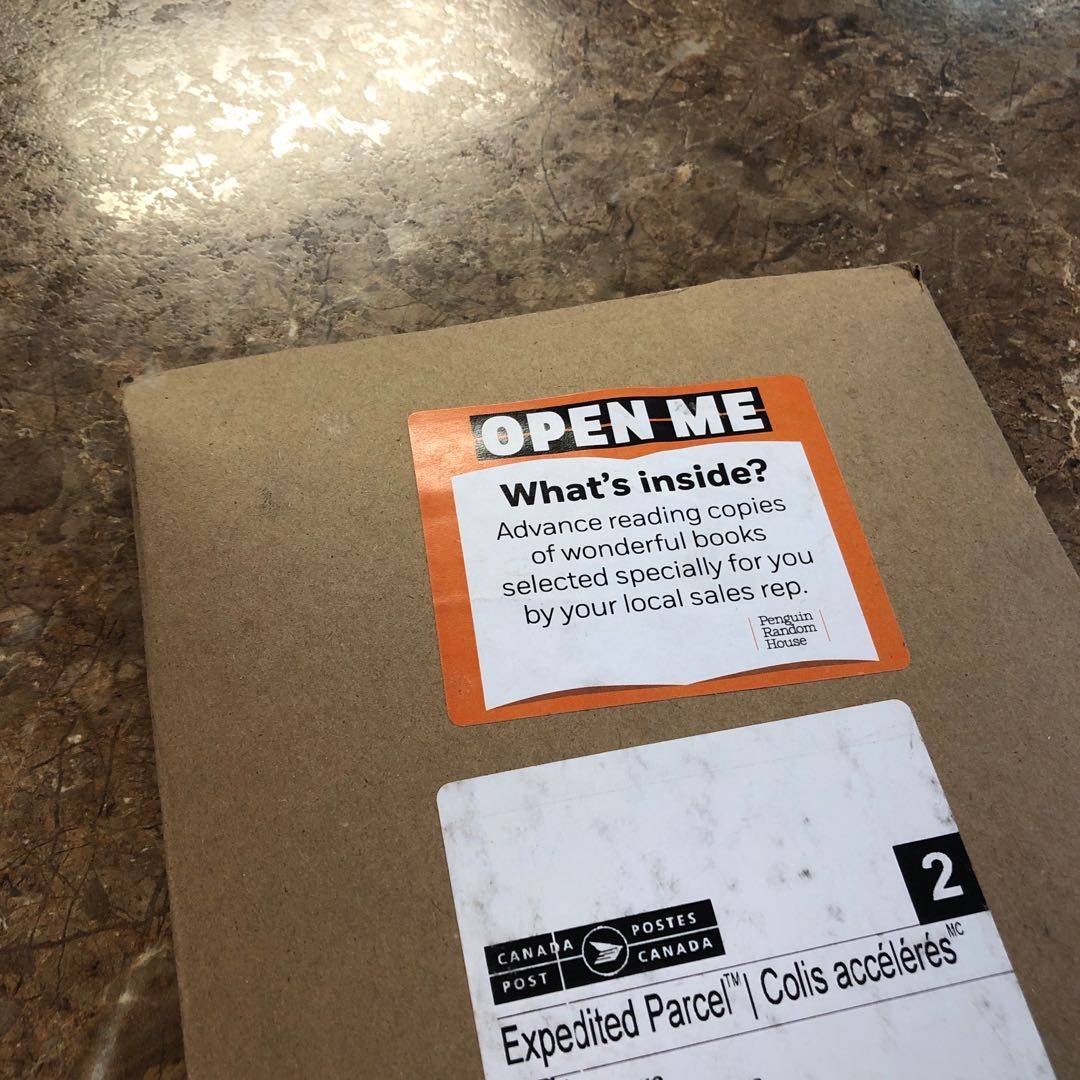 OPEN ME
What's inside?
Advance reading copies
of wonderful books
selected specially for you
by your local sales rep.
Penguin
Random
House
2
CANADA
POST
POSTES
CANADA
Expedited Parcel™ | Colis accélérés MC